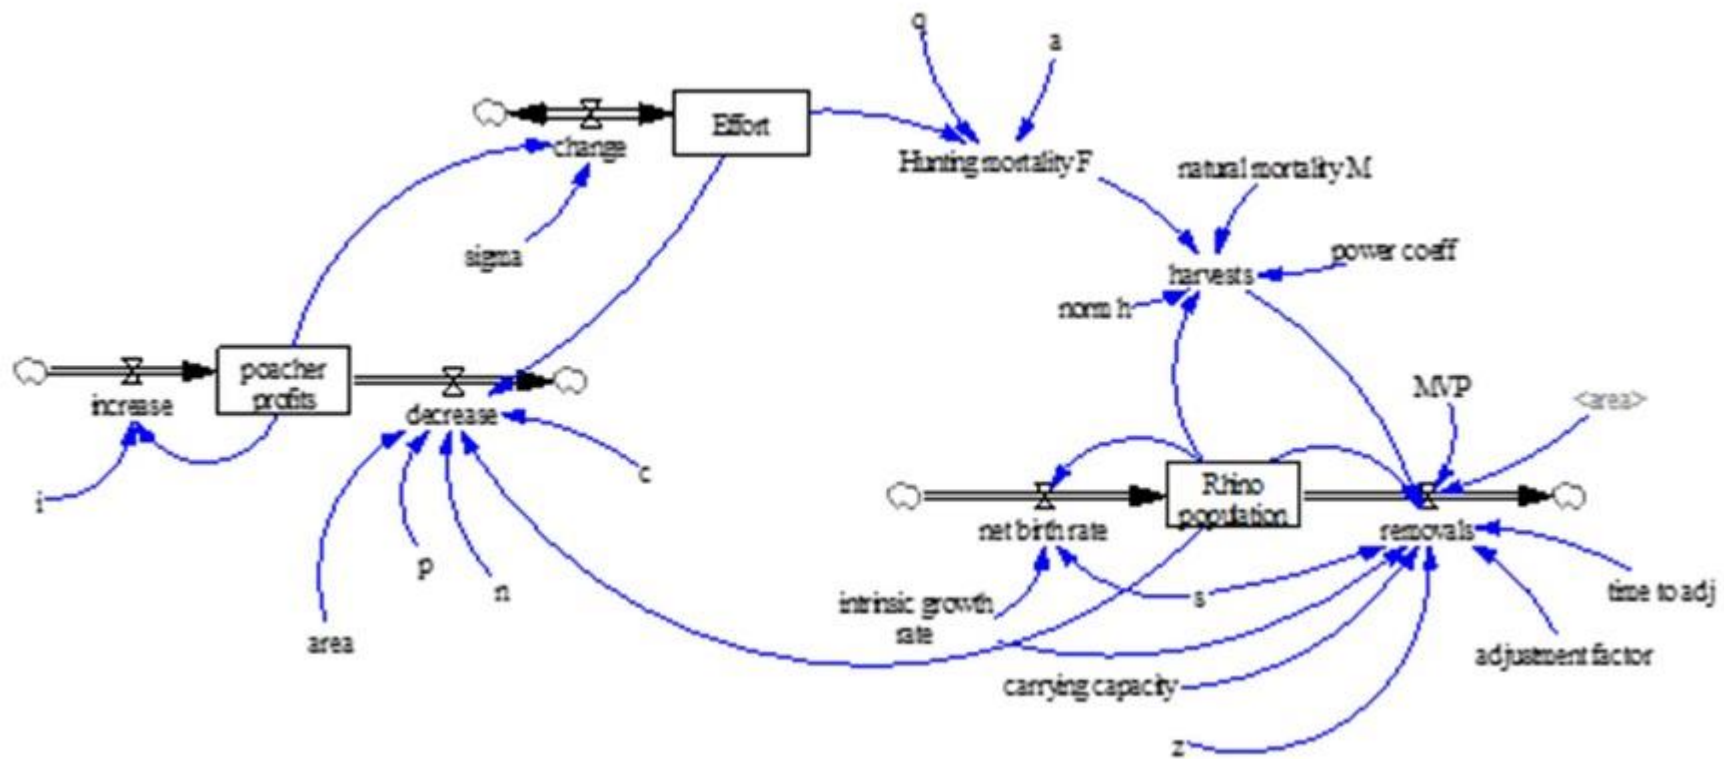 q
a
Effort
change
Hunting mortality F
natural mortality M
sigma
power coeff
harvests
norm h
poacher
profits
increase
decrease
MVP
<area>
c
i
Rhino
population
net birth rate
removals
p
n
s
time to adj
intrinsic growth
rate
area
adjustment factor
carrying capacity
z